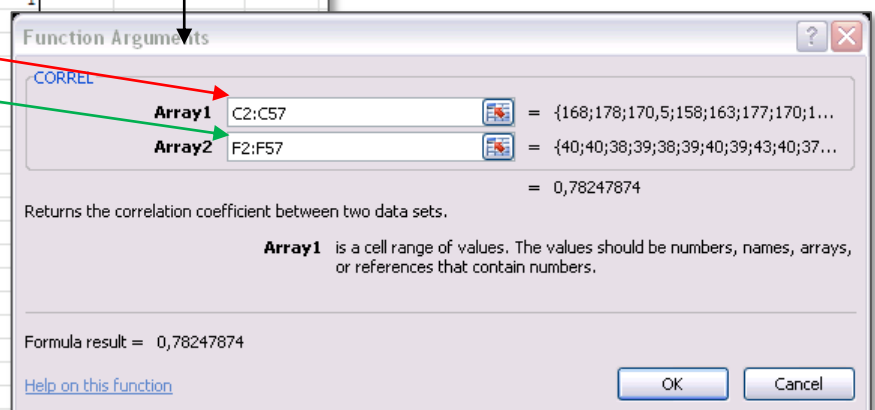 1
Function Arguments
CORREL
Array1 C2:C57 = {168;178;170,5;158;163;177;170;1...
Array2 F2:F57 = {40;40;38;39;38;39;40;39;43;40;37...
= 0,78247874
Returns the correlation coefficient between two data sets.
Array1 is a cell range of values. The values should be numbers, names, arrays,
or references that contain numbers.
Formula result = 0,78247874
Help on this function OK Cancel